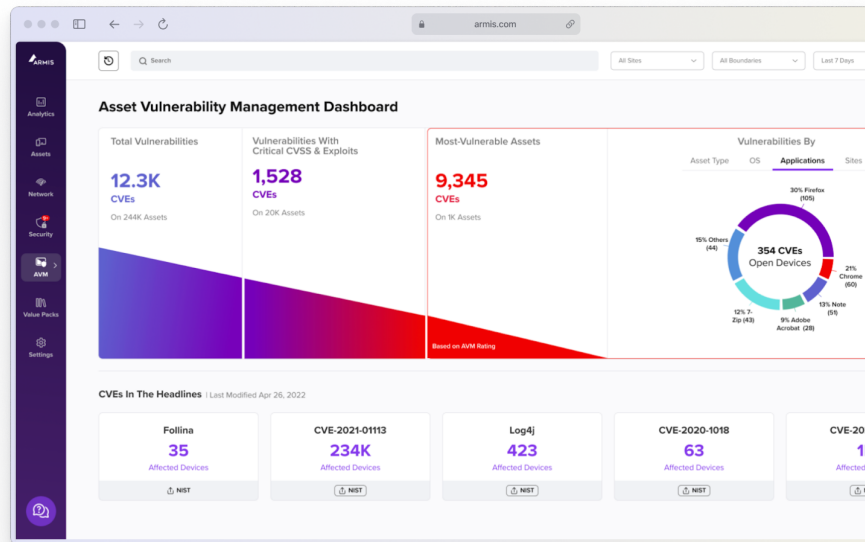 armis.com
ARMIS
Search
All Sites
All Boundaries
Last 7 Days
Analytics
Assets
Network
Security
AVM
Value Packs
Settings
Asset Vulnerability Management Dashboard
Total Vulnerabilities
12.3K
CVEs
On 244K Assets
Vulnerabilities With
Critical CVSS & Exploits
1,528
CVEs
On 20K Assets
Most-Vulnerable Assets
9,345
CVEs
On 1K Assets
Based on AVM Rating
Vulnerabilities By
Asset Type OS Applications Sites
30% Firefox
(105)
15% Others
(44)
354 CVEs
Open Devices
21%
Chrome
(60)
13% Note
(51)
12% 7-
Zip (43)
9% Adobe
Acrobat (28)
CVEs In The Headlines | Last Modified Apr 26, 2022
Follina
35
Affected Devices
NIST
CVE-2021-01113
234K
Affected Devices
NIST
Log4j
423
Affected Devices
NIST
CVE-2020-1018
63
Affected Devices
NIST
CVE-20
Affected